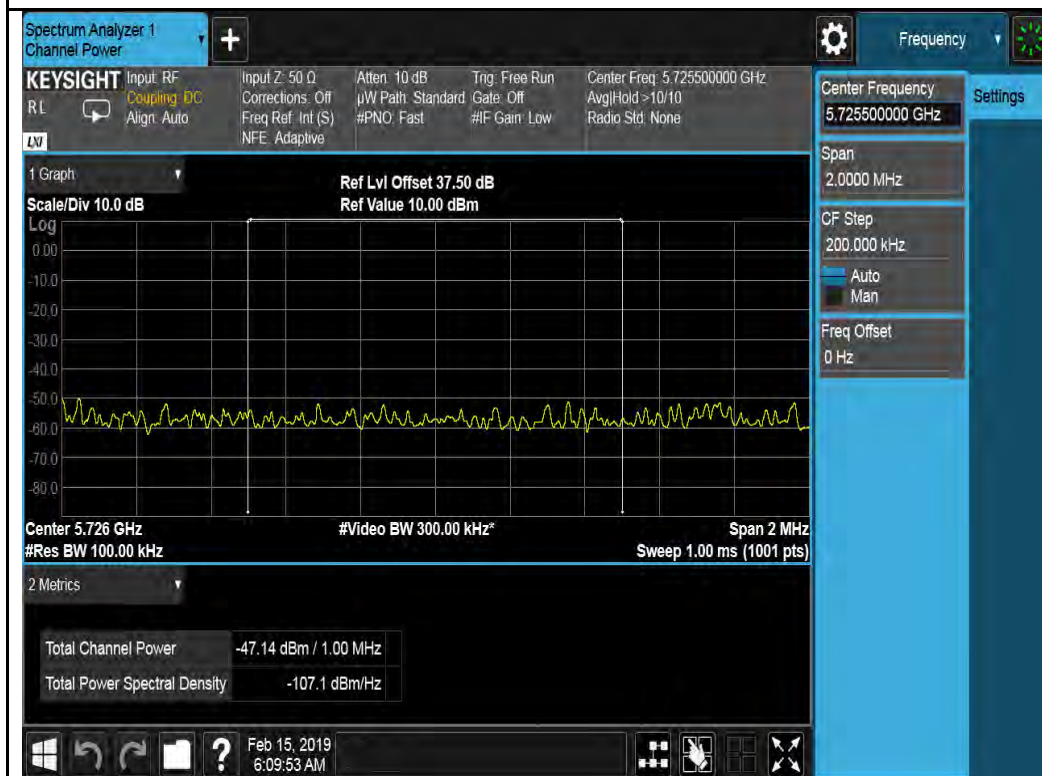 Spectrum Analyzer 1
Channel Power
Frequency
KEYSIGHT
RL
LXI
Input: RF
Coupling: DC
Align: Auto
Input Z: 50 Ω
Corrections: Off
Freq Ref: Int (S)
NFE: Adaptive
Atten: 10 dB
µW Path: Standard
#PNO: Fast
Trig: Free Run
Gate: Off
#IF Gain: Low
Center Freq: 5.725500000 GHz
Avg|Hold >10/10
Radio Std: None
Center Frequency
5.725500000 GHz
Settings
Span
2.0000 MHz
CF Step
200.000 kHz
Auto
Man
Freq Offset
0 Hz
1 Graph
Scale/Div 10.0 dB
Ref Lvl Offset 37.50 dB
Ref Value 10.00 dBm
Log
0.00
-10.0
-20.0
-30.0
-40.0
-50.0
-60.0
-70.0
-80.0
Center 5.726 GHz
#Video BW 300.00 kHz*
Span 2 MHz
#Res BW 100.00 kHz
Sweep 1.00 ms (1001 pts)
2 Metrics
Total Channel Power -47.14 dBm / 1.00 MHz
Total Power Spectral Density -107.1 dBm/Hz
?
Feb 15, 2019
6:09:53 AM